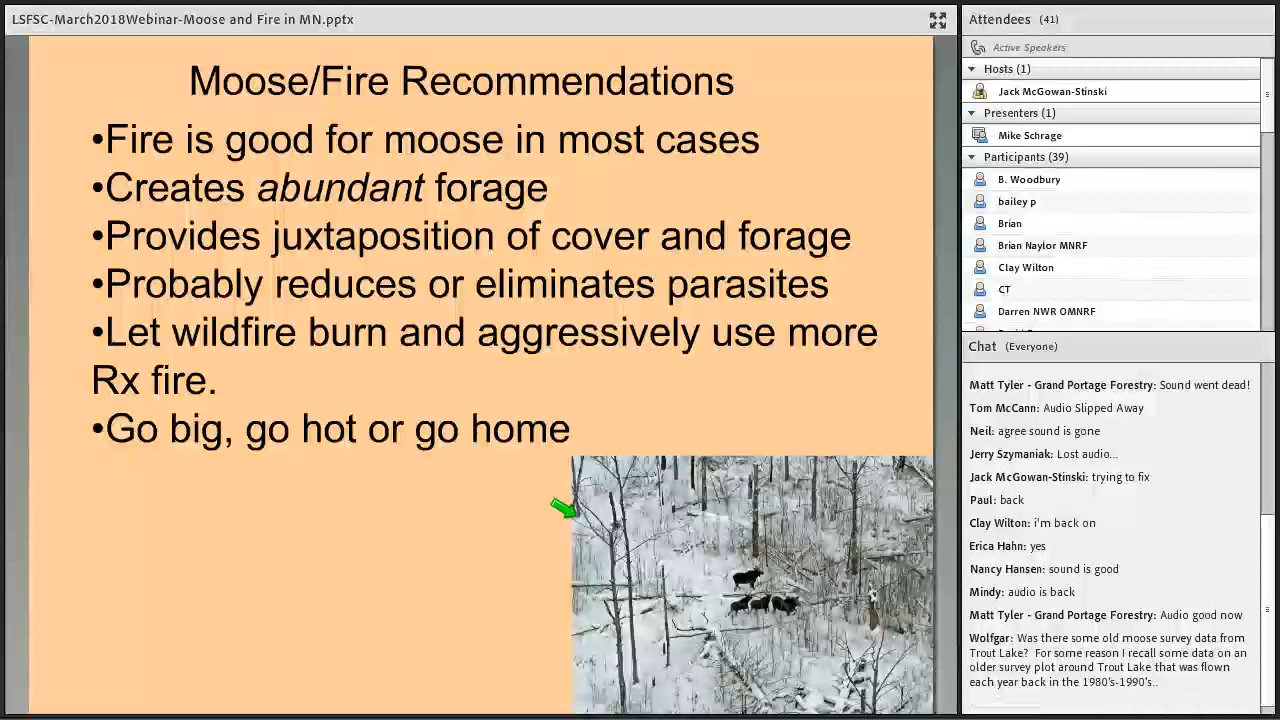 LSFSC-March2018Webinar-Moose and Fire in MN.pptx
Moose/Fire Recommendations
•Fire is good for moose in most cases
•Creates abundant forage
•Provides juxtaposition of cover and forage
•Probably reduces or eliminates parasites
•Let wildfire burn and aggressively use more
Rx fire.
•Go big, go hot or go home
Attendees (41)
Active Speakers
Hosts (1)
Jack McGowan-Stinski
Presenters (1)
Mike Schrage
Participants (39)
B. Woodbury
bailey p
Brian
Brian Naylor MNRF
Clay Wilton
CT
Darren NWR OMNRF
Chat (Everyone)
Matt Tyler - Grand Portage Forestry: Sound went dead!
Tom McCann: Audio Slipped Away
Neil: agree sound is gone
Jerry Szymaniak: Lost audio...
Jack McGowan-Stinski: trying to fix
Paul: back
Clay Wilton: i'm back on
Erica Hahn: yes
Nancy Hansen: sound is good
Mindy: audio is back
Matt Tyler - Grand Portage Forestry: Audio good now
Wolfgar: Was there some old moose survey data from
Trout Lake? For some reason I recall some data on an
older survey plot around Trout Lake that was flown
each year back in the 1980's-1990's..